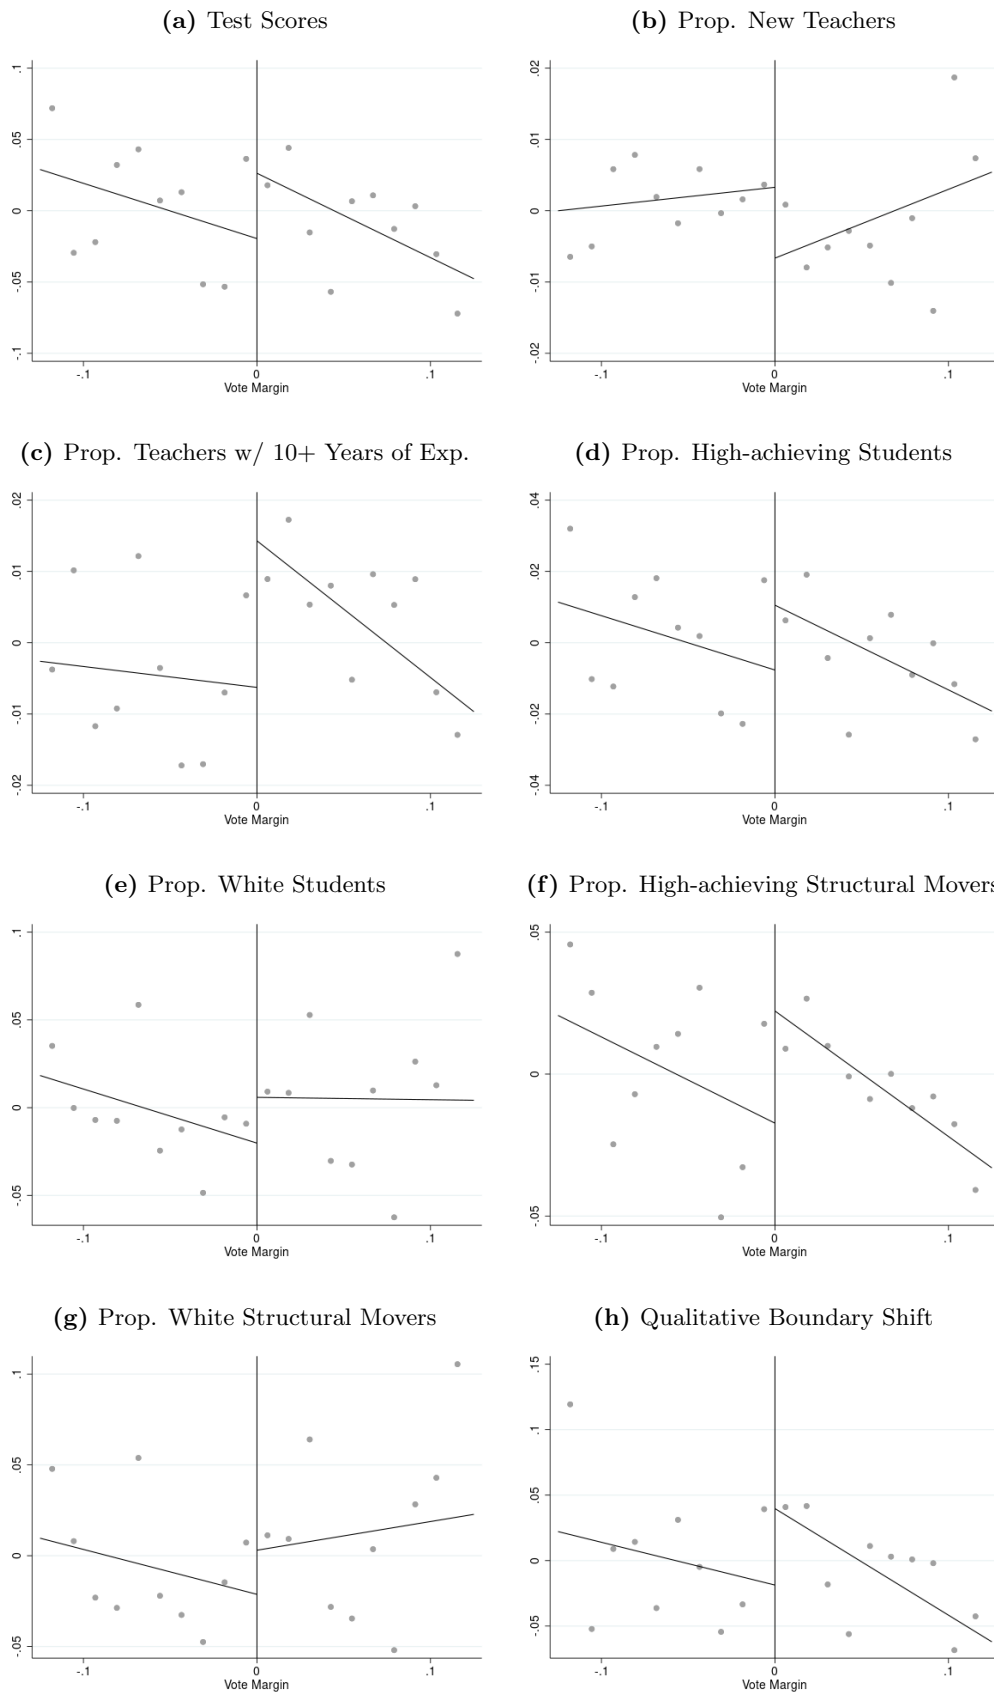 (a) Test Scores
.1
.05
0
-.05
-.1
-.1 0 .1
Vote Margin
(b) Prop. New Teachers
.02
.01
0
-.01
-.02
-.1 0 .1
Vote Margin
(c) Prop. Teachers w/ 10+ Years of Exp.
.02
.01
0
-.01
-.02
-.1 0 .1
Vote Margin
(d) Prop. High-achieving Students
.04
.02
0
-.02
-.04
-.1 0 .1
Vote Margin
(e) Prop. White Students
.1
.05
0
-.05
-.1 0 .1
Vote Margin
(f) Prop. High-achieving Structural Movers
.05
0
-.05
-.1 0 .1
Vote Margin
(g) Prop. White Structural Movers
.1
.05
0
-.05
-.1 0 .1
Vote Margin
(h) Qualitative Boundary Shift
.15
.1
.05
0
-.05
-.1 0 .1
Vote Margin